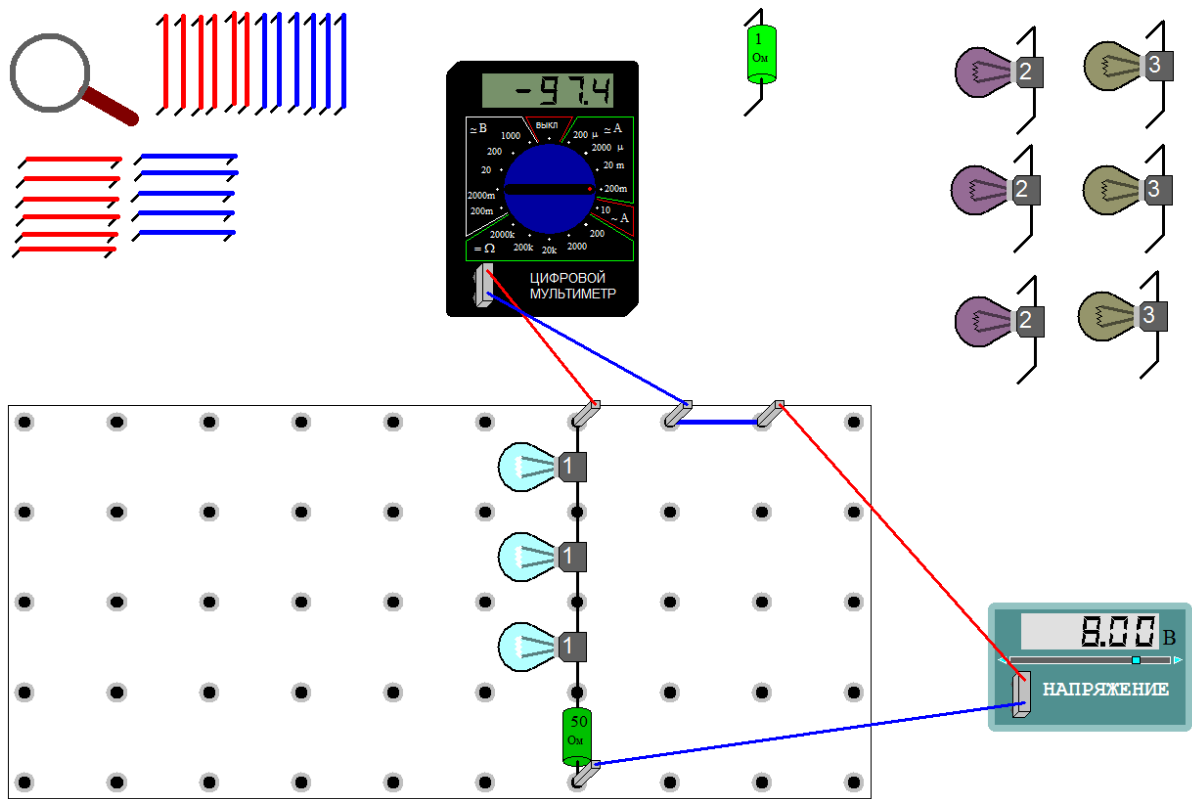 -97.4
≃B
1000
ВЫКЛ
200 μ
≃A
200
2000 μ
20
20 m
2000m
200m
200m
10
~A
2000k
200
200k
20k
2000
=Ω
ЦИФРОВОЙ
МУЛЬТИМЕТР
1
Ом
2
3
2
3
2
3
1
1
1
50
Ом
8.00 В
НАПРЯЖЕНИЕ